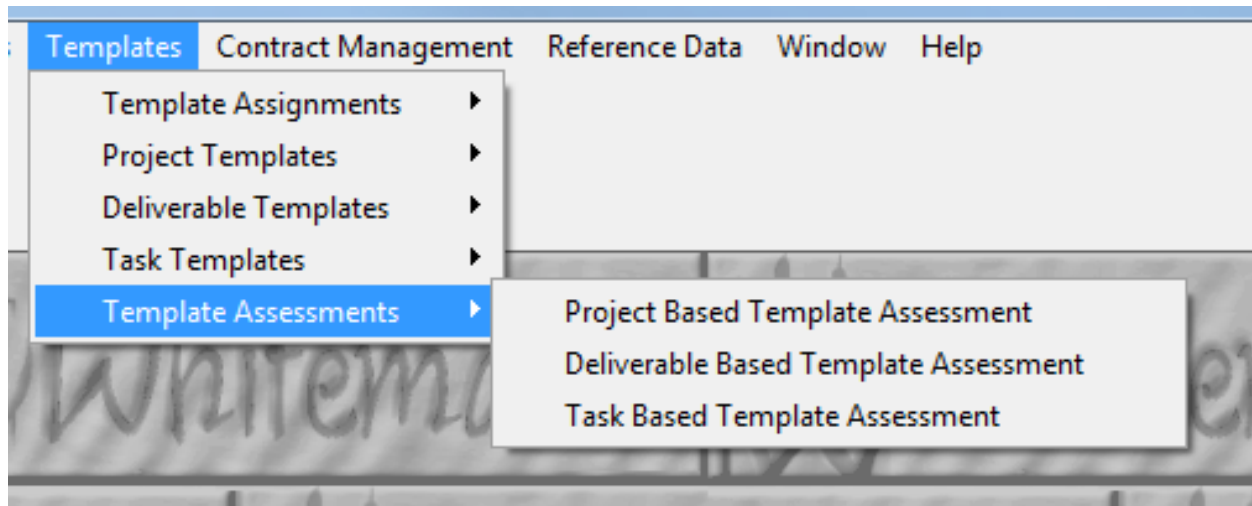 Templates Contract Management Reference Data Window Help
Template Assignments
Project Templates
Deliverable Templates
Task Templates
Template Assessments
Project Based Template Assessment
Deliverable Based Template Assessment
Task Based Template Assessment